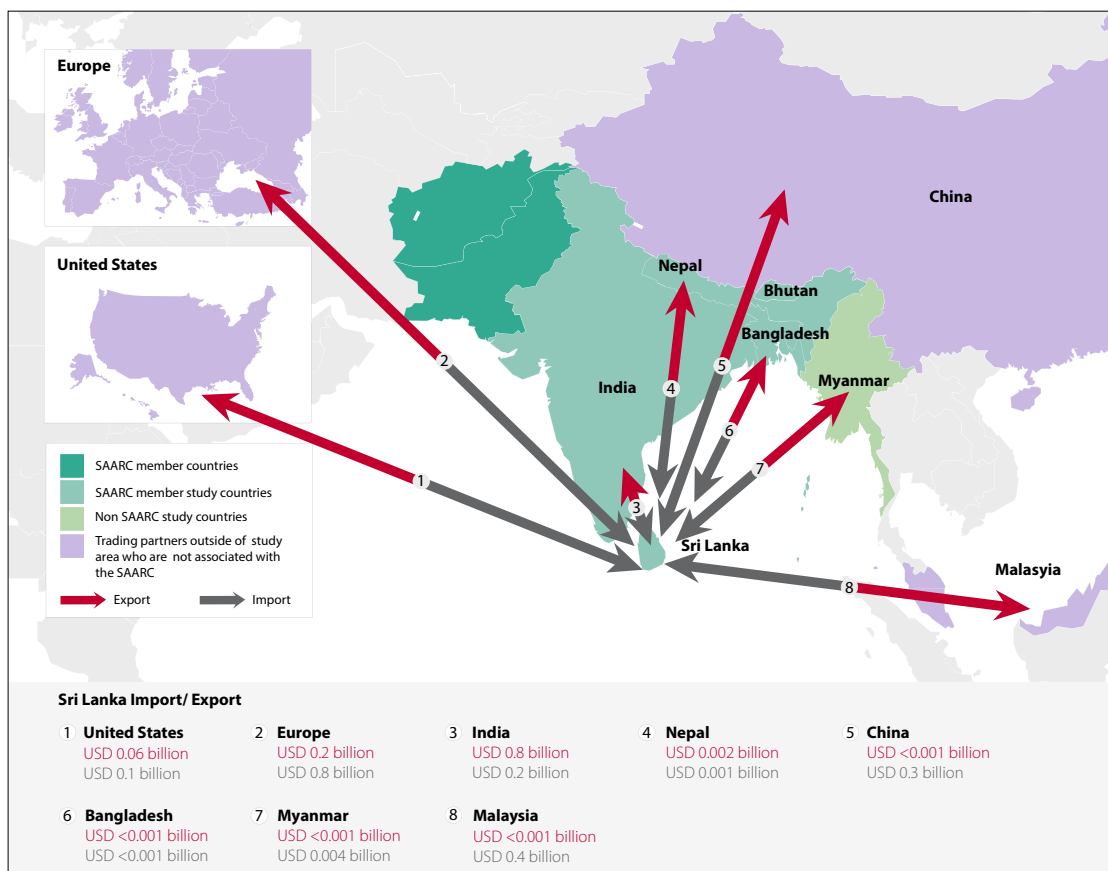 Europe
United States
China
Nepal
Bhutan
Bangladesh
India
Myanmar
Sri Lanka
Malasyia
2
5
4
6
7
1
3
8
SAARC member countries
SAARC member study countries
Non SAARC study countries
Trading partners outside of study
area who are not associated with
the SAARC
Export
Import
Sri Lanka Import/ Export
1 United States
USD 0.06 billion
USD 0.1 billion
2 Europe
USD 0.2 billion
USD 0.8 billion
3 India
USD 0.8 billion
USD 0.2 billion
4 Nepal
USD 0.002 billion
USD 0.001 billion
5 China
USD <0.001 billion
USD 0.3 billion
6 Bangladesh
USD <0.001 billion
USD <0.001 billion
7 Myanmar
USD <0.001 billion
USD 0.004 billion
8 Malaysia
USD <0.001 billion
USD 0.4 billion